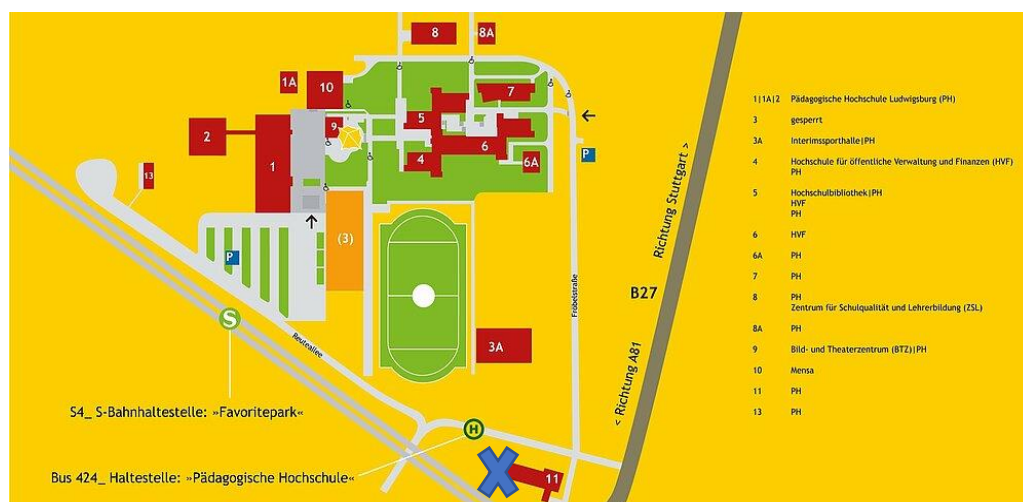 8
8A
1A
10
7
9
5
2
1
6
4
6A
P
13
(3)
P
S
Reuteallee
3A
Fröbelstraße
B27
Richtung Stuttgart >
< Richtung A81
S4_ S-Bahnhaltestelle: »Favoritepark«
H
Bus 424_ Haltestelle: »Pädagogische Hochschule«
11
1|1A|2 Pädagogische Hochschule Ludwigsburg (PH)
3 gesperrt
3A Interimssporthalle|PH
4 Hochschule für öffentliche Verwaltung und Finanzen (HVF)
PH
5 Hochschulbibliothek|PH
HVF
PH
6 HVF
6A PH
7 PH
8 PH
Zentrum für Schulqualität und Lehrerbildung (ZSL)
8A PH
9 Bild- und Theaterzentrum (BTZ)|PH
10 Mensa
11 PH
13 PH